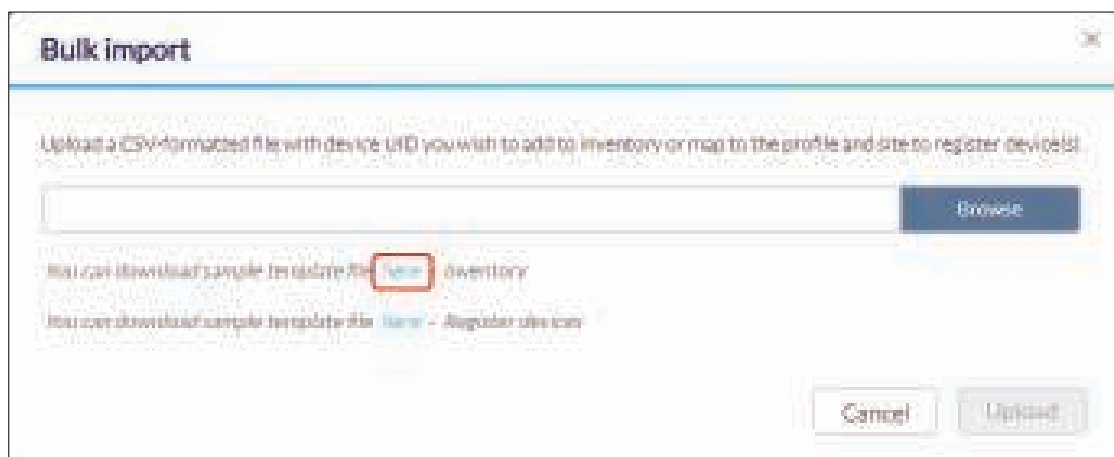 Bulk import
Upload a CSV-formatted file with device UID you wish to add to inventory or map to the profile and site to register device(s).
Browse
You can download sample template file here - Inventory
You can download sample template file here - Register devices
Cancel
Upload